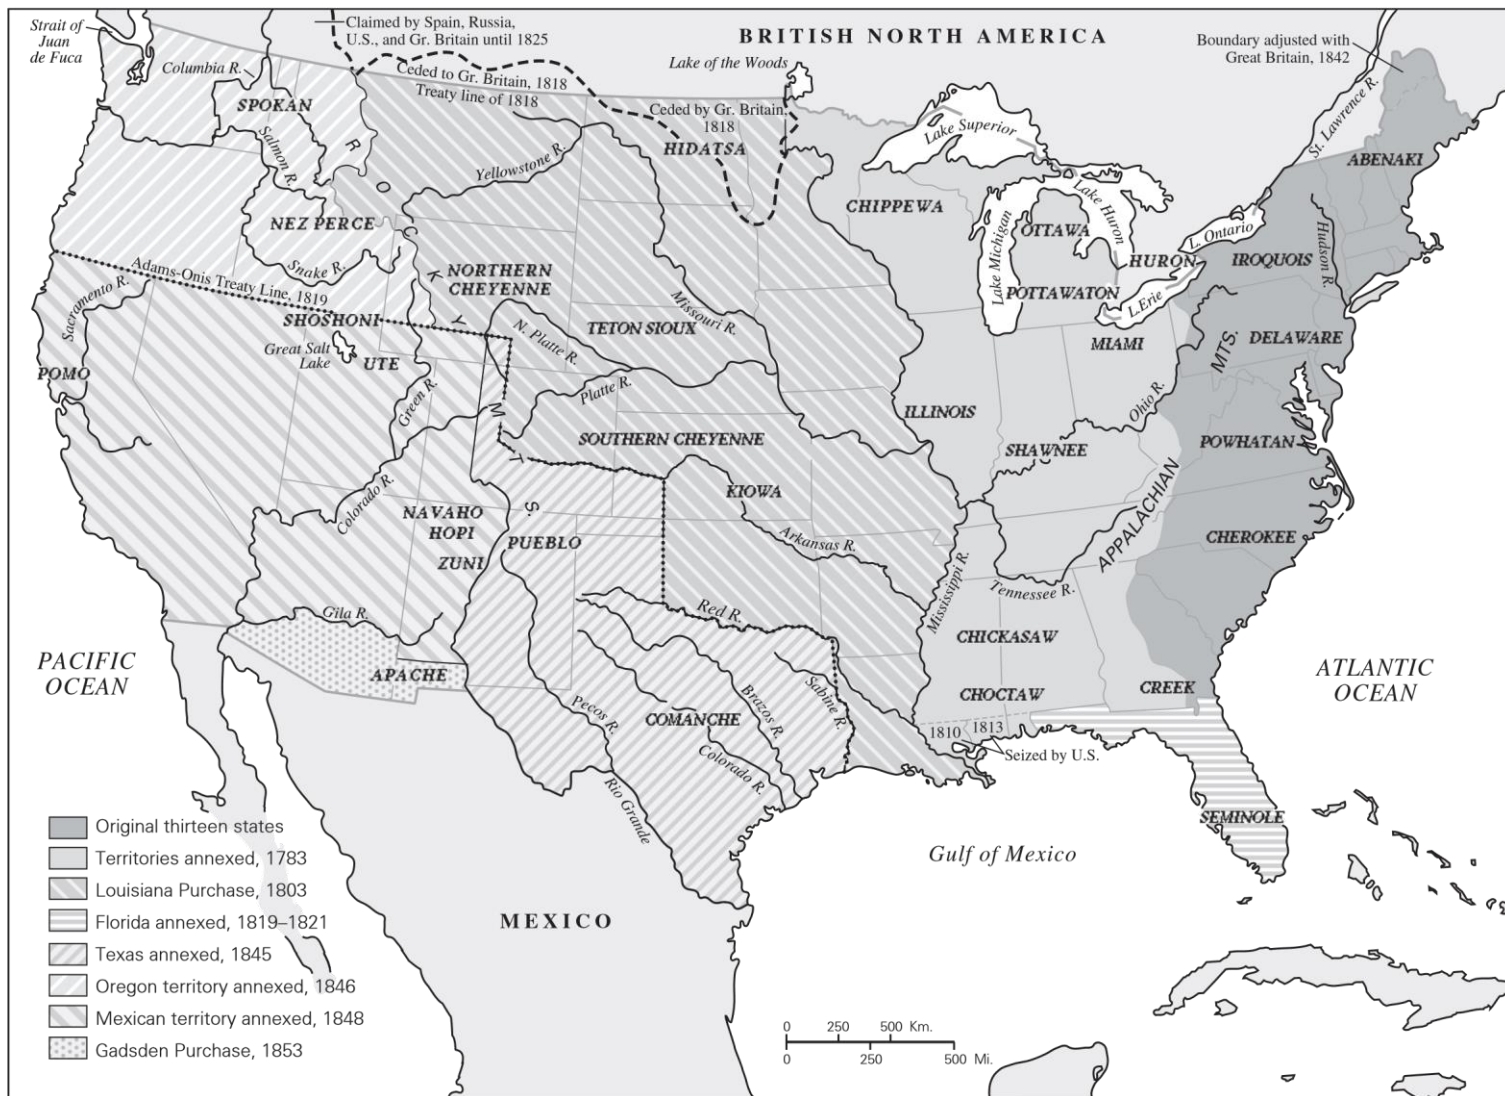 Strait of
Juan
de Fuca
Claimed by Spain, Russia,
U.S., and Gr. Britain until 1825
BRITISH NORTH AMERICA
Boundary adjusted with
Great Britain, 1842
Columbia R.
Ceded to Gr. Britain, 1818
Treaty line of 1818
Lake of the Woods
Ceded by Gr. Britain,
1818
SPOKAN
Salmon R.
ROCKY MTS.
Yellowstone R.
HIDATSA
Lake Superior
St. Lawrence R.
ABENAKI
CHIPPEWA
NEZ PERCE
Snake R.
Lake Michigan
OTTAWA
Lake Huron
L. Ontario
HURON
IROQUOIS
Hudson R.
Adams-Onis Treaty Line, 1819
Sacramento R.
NORTHERN
CHEYENNE
Missouri R.
POTTAWATON
L.Erie
SHOSHONI
Great Salt
Lake
UTE
N. Platte R.
TETON SIOUX
MIAMI
DELAWARE
POMO
Green R.
Platte R.
ILLINOIS
Ohio R.
APPALACHIAN MTS.
SOUTHERN CHEYENNE
SHAWNEE
POWHATAN
Colorado R.
KIOWA
NAVAHO
HOPI
ZUNI
PUEBLO
Arkansas R.
CHEROKEE
Mississippi R.
Tennessee R.
Gila R.
Red R.
CHICKASAW
PACIFIC
OCEAN
APACHE
Pecos R.
COMANCHE
Brazos R.
Sabine R.
Colorado R.
CHOCTAW
CREEK
ATLANTIC
OCEAN
1810
1813
Seized by U.S.
Rio Grande
SEMINOLE
Gulf of Mexico
MEXICO
Original thirteen states
Territories annexed, 1783
Louisiana Purchase, 1803
Florida annexed, 1819–1821
Texas annexed, 1845
Oregon territory annexed, 1846
Mexican territory annexed, 1848
Gadsden Purchase, 1853
0 250 500 Km.
0 250 500 Mi.